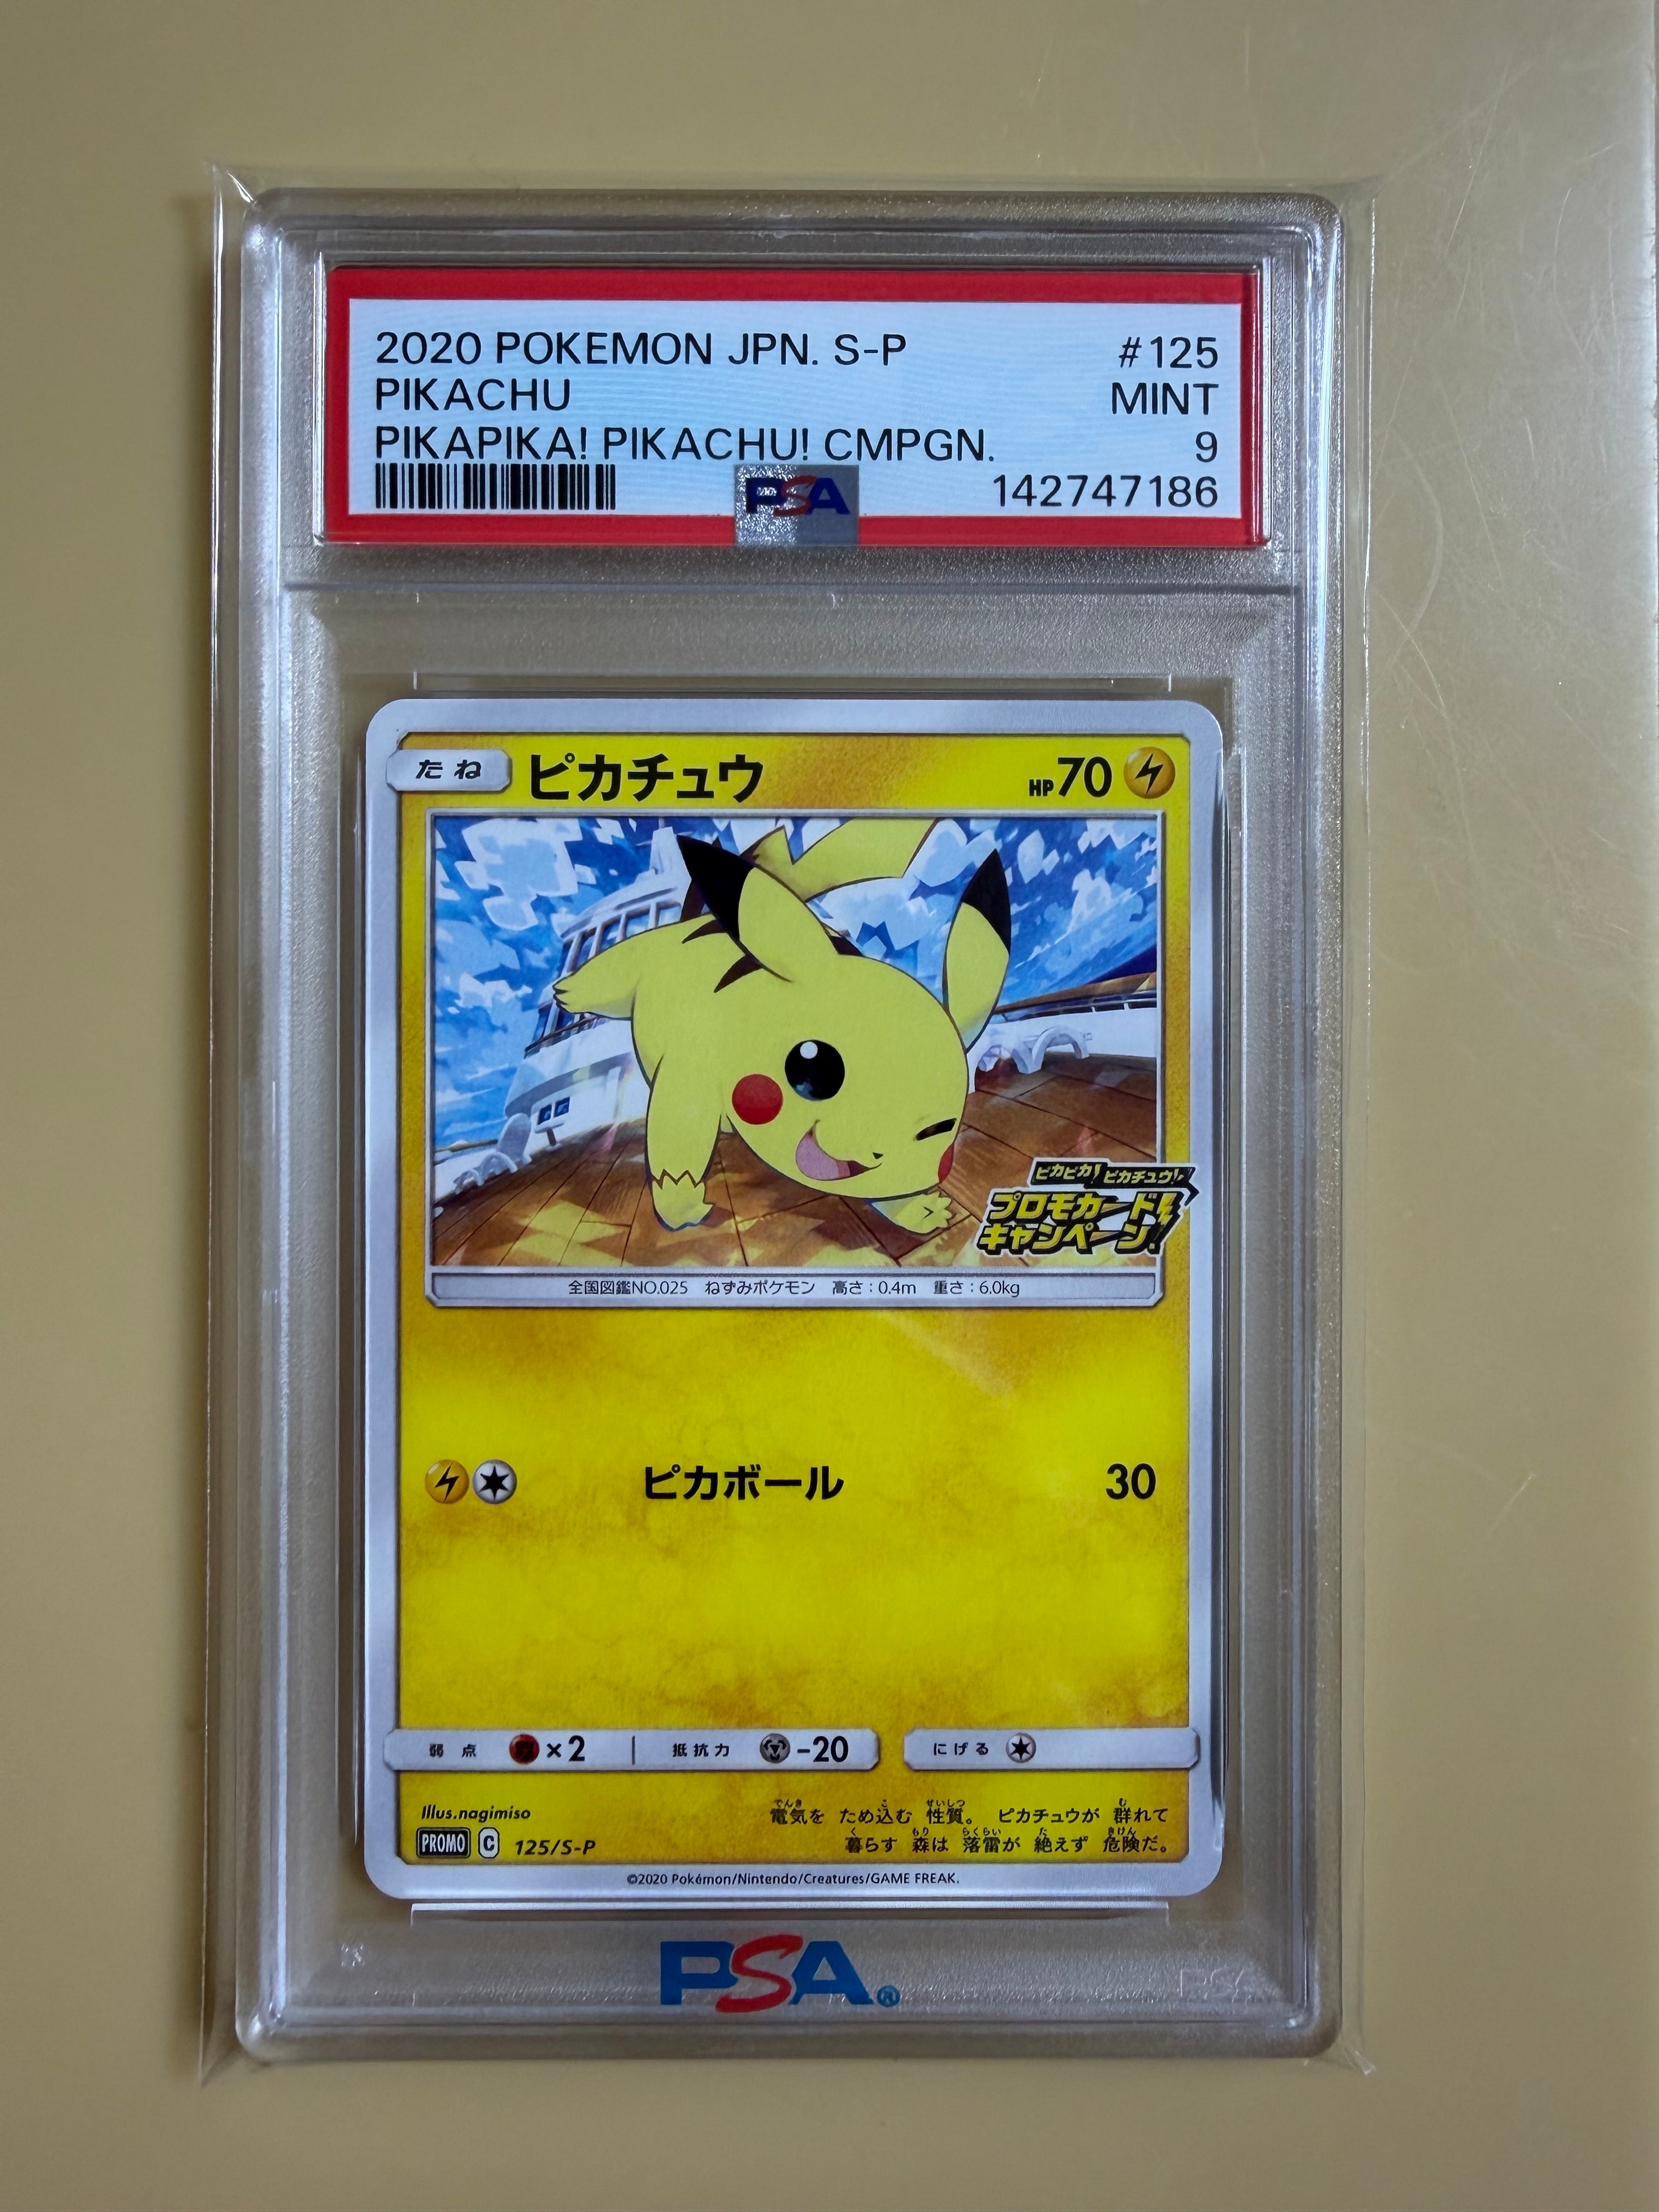 2020 POKEMON JPN. S-P #125
PIKACHU MINT
PIKAPIKA! PIKACHU! CMPGN. 9
PSA 142747186
たね ピカチュウ HP70
ピカピカ! ピカチュウ!
プロモカード
キャンペーン!
全国図鑑NO.025 ねずみポケモン 高さ:0.4m 重さ:6.0kg
ピカボール 30
弱点 ×2 抵抗力 -20 にげる
Illus.nagimiso
電気を ため込む 性質。 ピカチュウが 群れて
暮らす 森は 落雷が 絶えず 危険だ。
PROMO C 125/S-P
©2020 Pokémon/Nintendo/Creatures/GAME FREAK.
PSA®
PSA